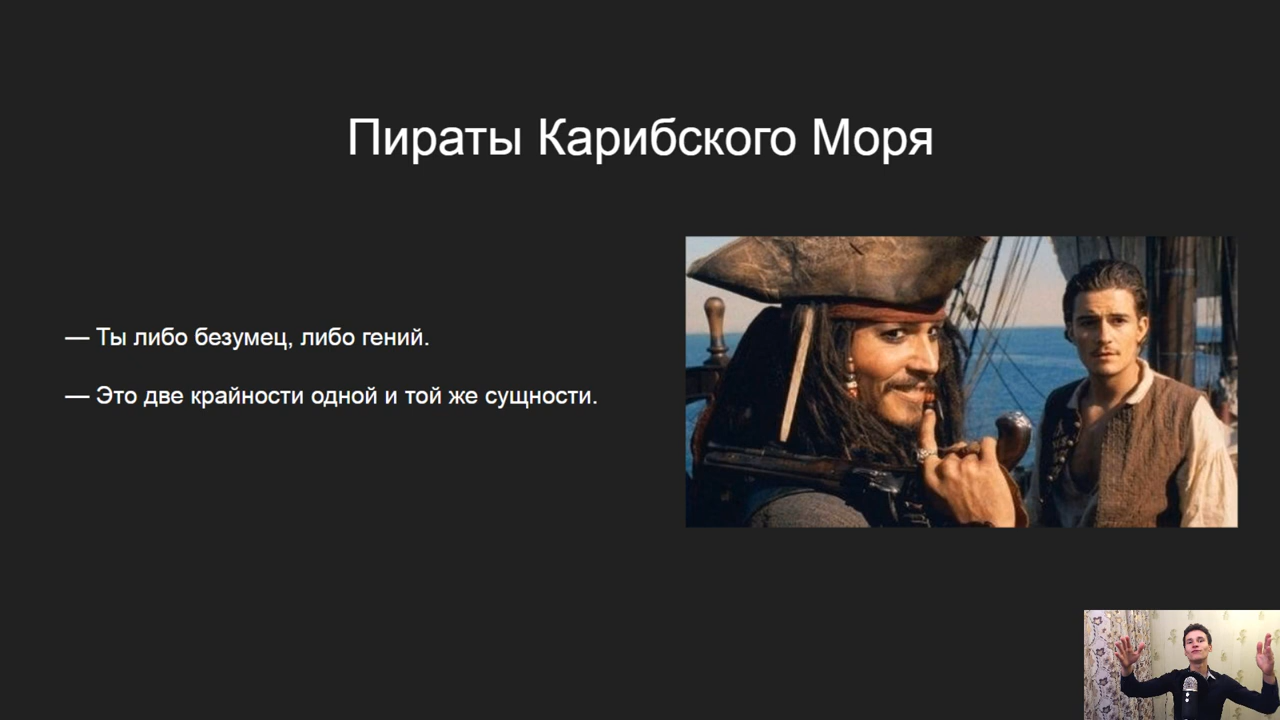 Пираты Карибского Моря
— Ты либо безумец, либо гений.
— Это две крайности одной и той же сущности.